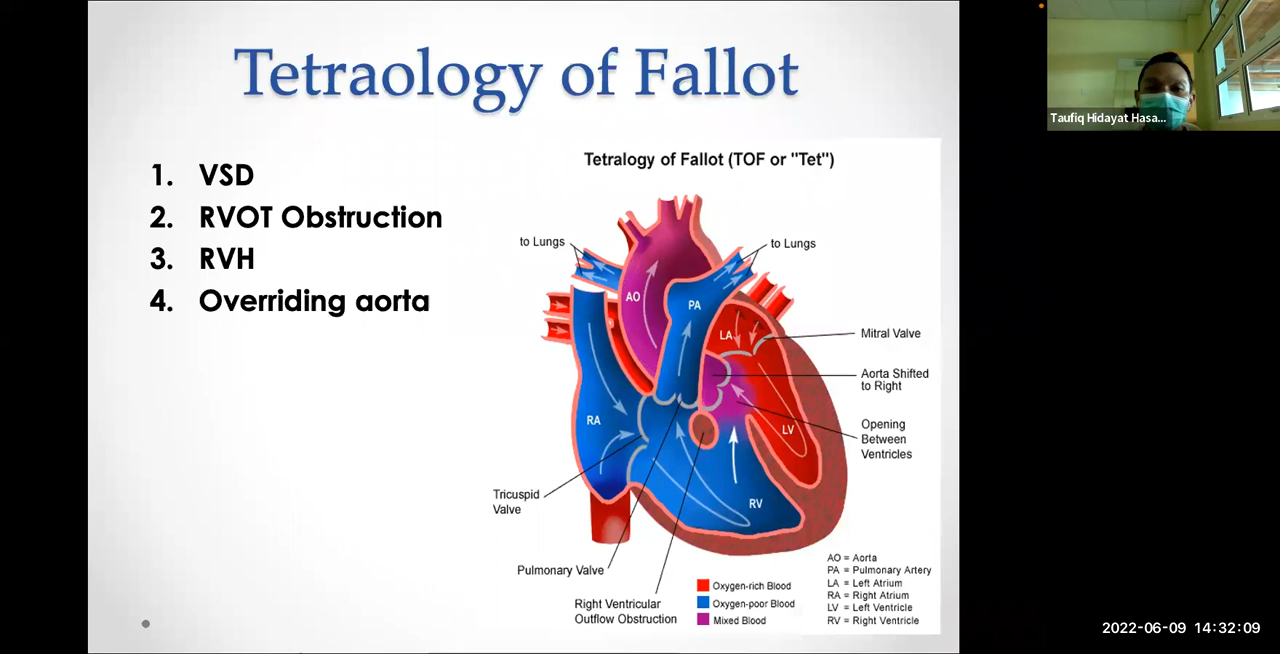 Tetraology of Fallot
1. VSD
2. RVOT Obstruction
3. RVH
4. Overriding aorta
Tetralogy of Fallot (TOF or "Tet")
to Lungs
to Lungs
AO
PA
LA
Mitral Valve
Aorta Shifted
to Right
RA
LV
Opening
Between
Ventricles
Tricuspid
Valve
RV
Pulmonary Valve
Right Ventricular
Outflow Obstruction
Oxygen-rich Blood
Oxygen-poor Blood
Mixed Blood
AO = Aorta
PA = Pulmonary Artery
LA = Left Atrium
RA = Right Atrium
LV = Left Ventricle
RV = Right Ventricle
Taufiq Hidayat Hasa...
2022-06-09 14:32:09